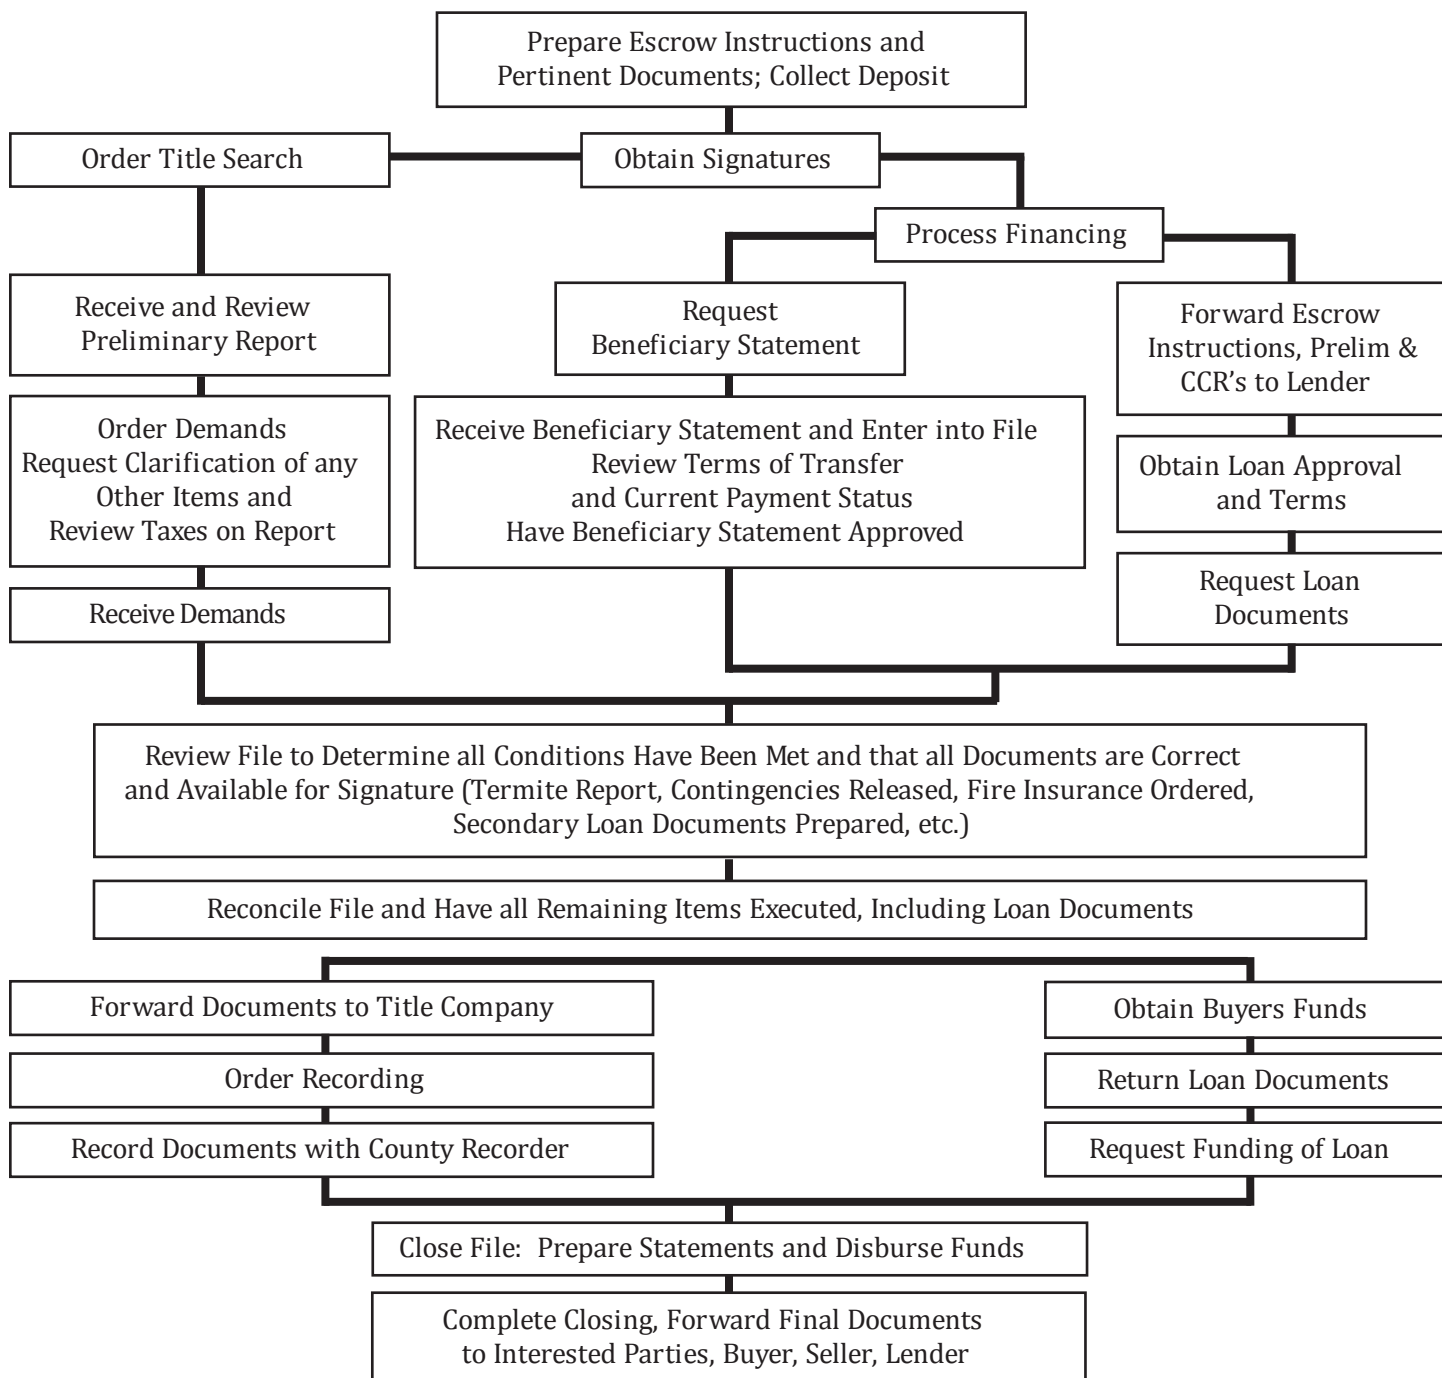 Prepare Escrow Instructions and
Pertinent Documents; Collect Deposit
Order Title Search
Obtain Signatures
Process Financing
Receive and Review
Preliminary Report
Request
Beneficiary Statement
Forward Escrow
Instructions, Prelim &
CCR's to Lender
Order Demands
Request Clarification of any
Other Items and
Review Taxes on Report
Receive Beneficiary Statement and Enter into File
Review Terms of Transfer
and Current Payment Status
Have Beneficiary Statement Approved
Obtain Loan Approval
and Terms
Receive Demands
Request Loan
Documents
Review File to Determine all Conditions Have Been Met and that all Documents are Correct
and Available for Signature (Termite Report, Contingencies Released, Fire Insurance Ordered,
Secondary Loan Documents Prepared, etc.)
Reconcile File and Have all Remaining Items Executed, Including Loan Documents
Forward Documents to Title Company
Obtain Buyers Funds
Order Recording
Return Loan Documents
Record Documents with County Recorder
Request Funding of Loan
Close File: Prepare Statements and Disburse Funds
Complete Closing, Forward Final Documents
to Interested Parties, Buyer, Seller, Lender